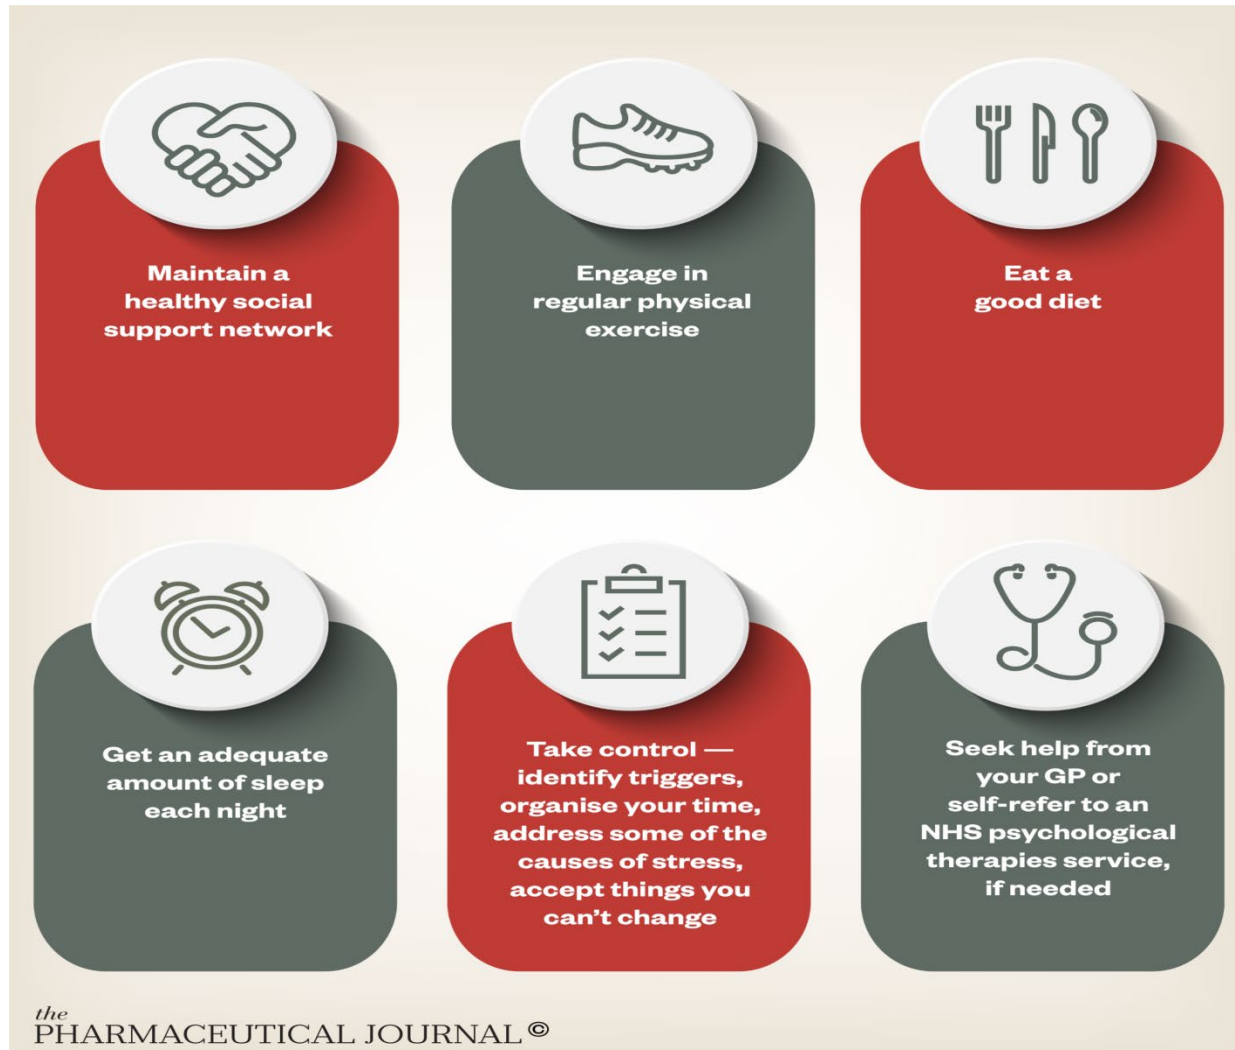 Maintain a
healthy social
support network
Engage in
regular physical
exercise
Eat a
good diet
Get an adequate
amount of sleep
each night
Take control —
identify triggers,
organise your time,
address some of the
causes of stress,
accept things you
can’t change
Seek help from
your GP or
self-refer to an
NHS psychological
therapies service,
if needed
the
PHARMACEUTICAL JOURNAL ©